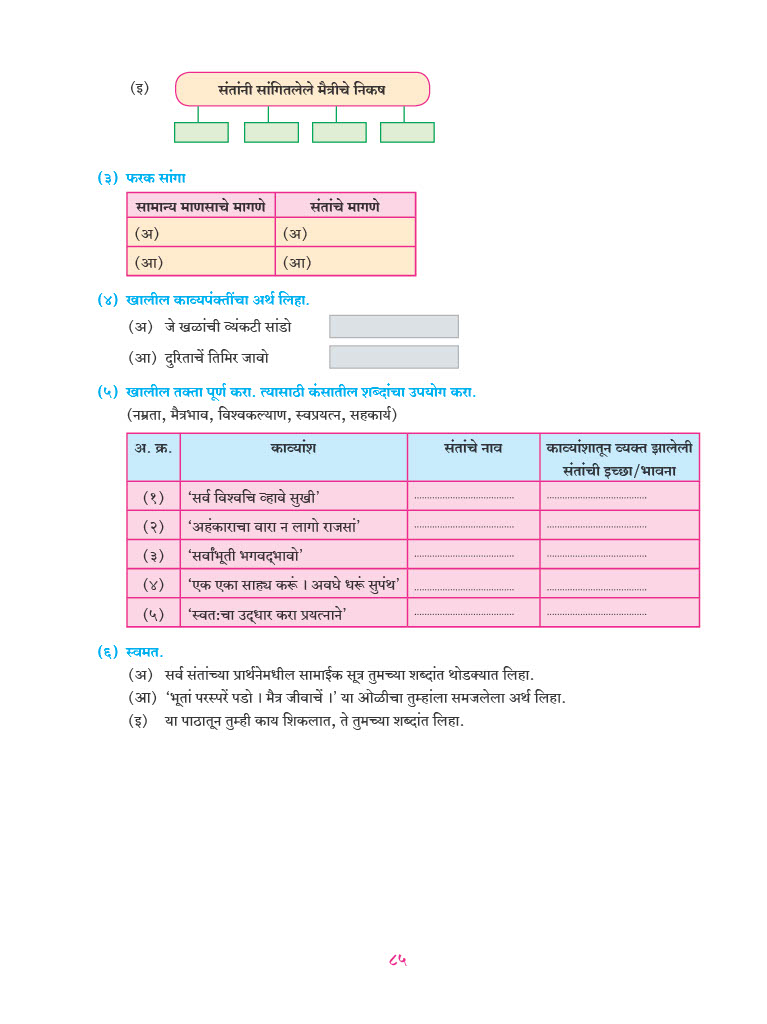 (इ) संतांनी सांगितलेले मैत्रीचे निकष
(३) फरक सांगा
सामान्य माणसाचे मागणे संतांचे मागणे
(अ) (अ)
(आ) (आ)
(४) खालील काव्यपंक्तींचा अर्थ लिहा.
(अ) जे खळांची व्यंकटी सांडो
(आ) दुरिताचें तिमिर जावो
(५) खालील तक्ता पूर्ण करा. त्यासाठी कंसातील शब्दांचा उपयोग करा.
(नम्रता, मैत्रभाव, विश्वकल्याण, स्वप्रयत्न, सहकार्य)
अ. क्र. काव्यांश संतांचे नाव काव्यांशातून व्यक्त झालेली
संतांची इच्छा/भावना
(१) ‘सर्व विश्वचि व्हावे सुखी’ ....................................... .......................................
(२) ‘अहंकाराचा वारा न लागो राजसां’ ....................................... .......................................
(३) ‘सर्वांभूती भगवद्‌भावो’ ....................................... .......................................
(४) ‘एक एका साह्य करूं । अवघे धरूं सुपंथ’ ....................................... .......................................
(५) ‘स्वत:चा उद्‌धार करा प्रयत्नाने’ ....................................... .......................................
(६) स्वमत.
(अ) सर्व संतांच्या प्रार्थनेमधील सामाईक सूत्र तुमच्या शब्दांत थोडक्यात लिहा.
(आ) ‘भूतां परस्परें पडो । मैत्र जीवाचें ।’ या ओळीचा तुम्हांला समजलेला अर्थ लिहा.
(इ) या पाठातून तुम्ही काय शिकलात, ते तुमच्या शब्दांत लिहा.
८५